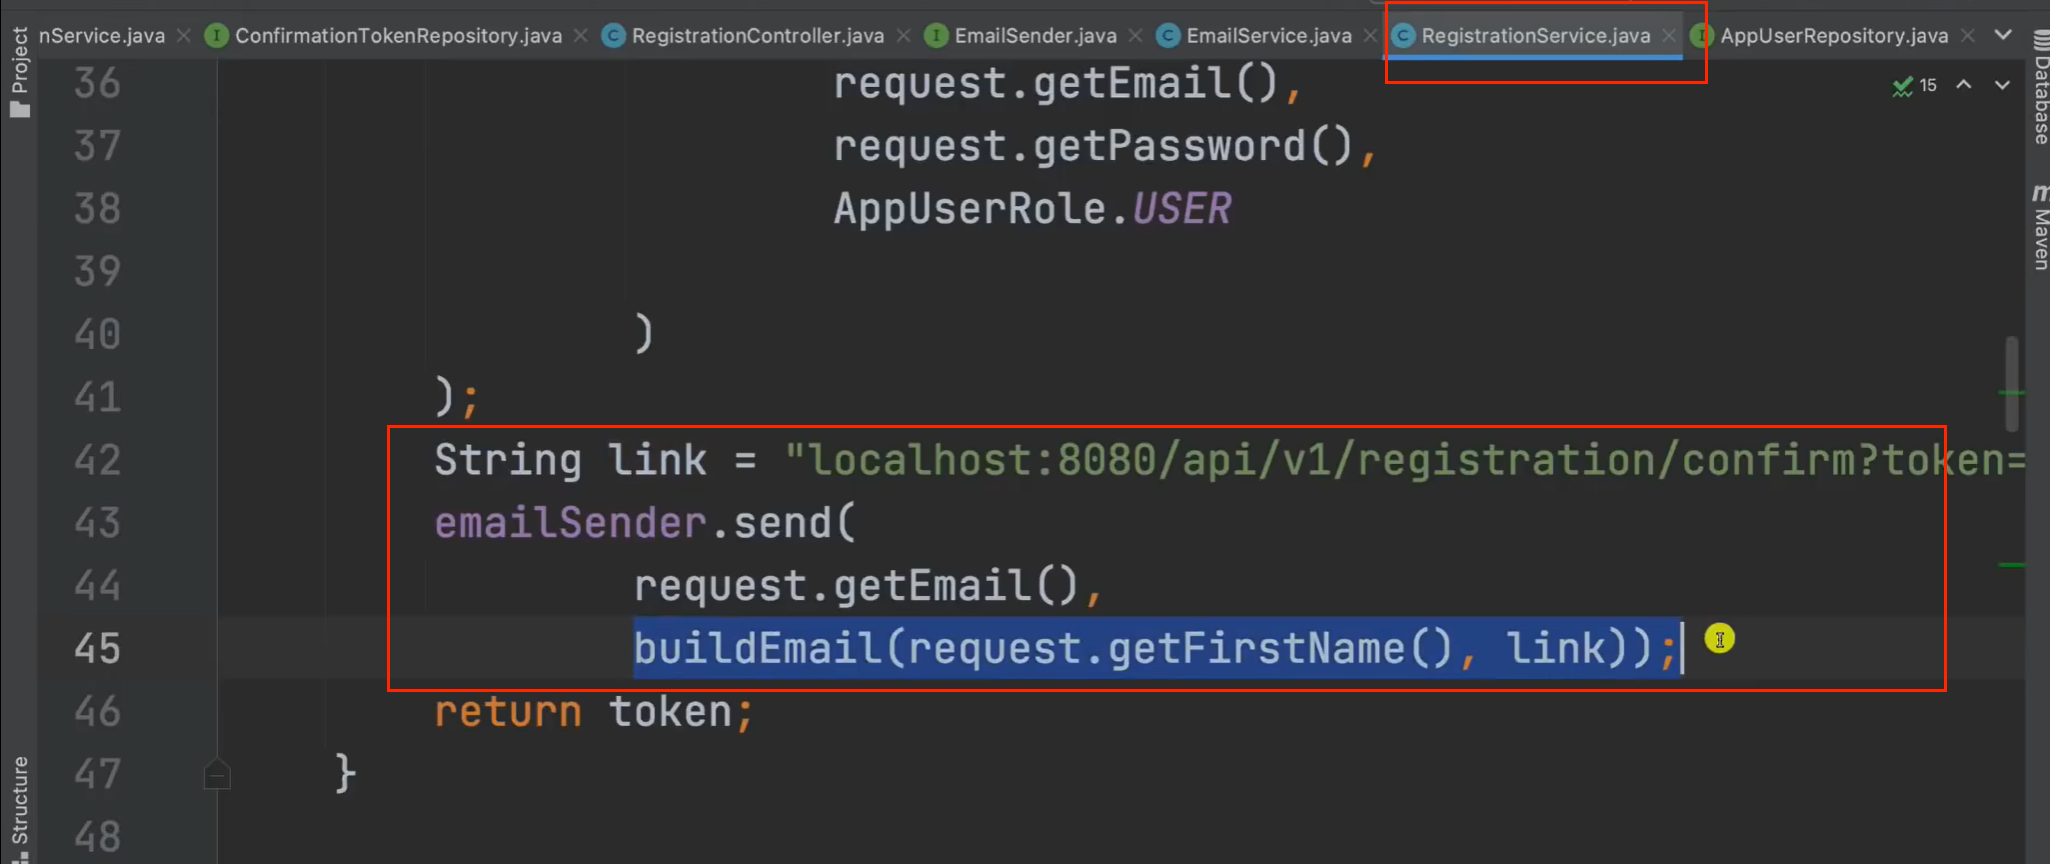 nService.java ConfirmationTokenRepository.java RegistrationController.java EmailSender.java EmailService.java RegistrationService.java AppUserRepository.java
Project
Structure
Database
Maven
15
36 request.getEmail(),
37 request.getPassword(),
38 AppUserRole.USER
39
40 )
41 );
42 String link = "localhost:8080/api/v1/registration/confirm?token=
43 emailSender.send(
44 request.getEmail(),
45 buildEmail(request.getFirstName(), link));
46 return token;
47 }
48